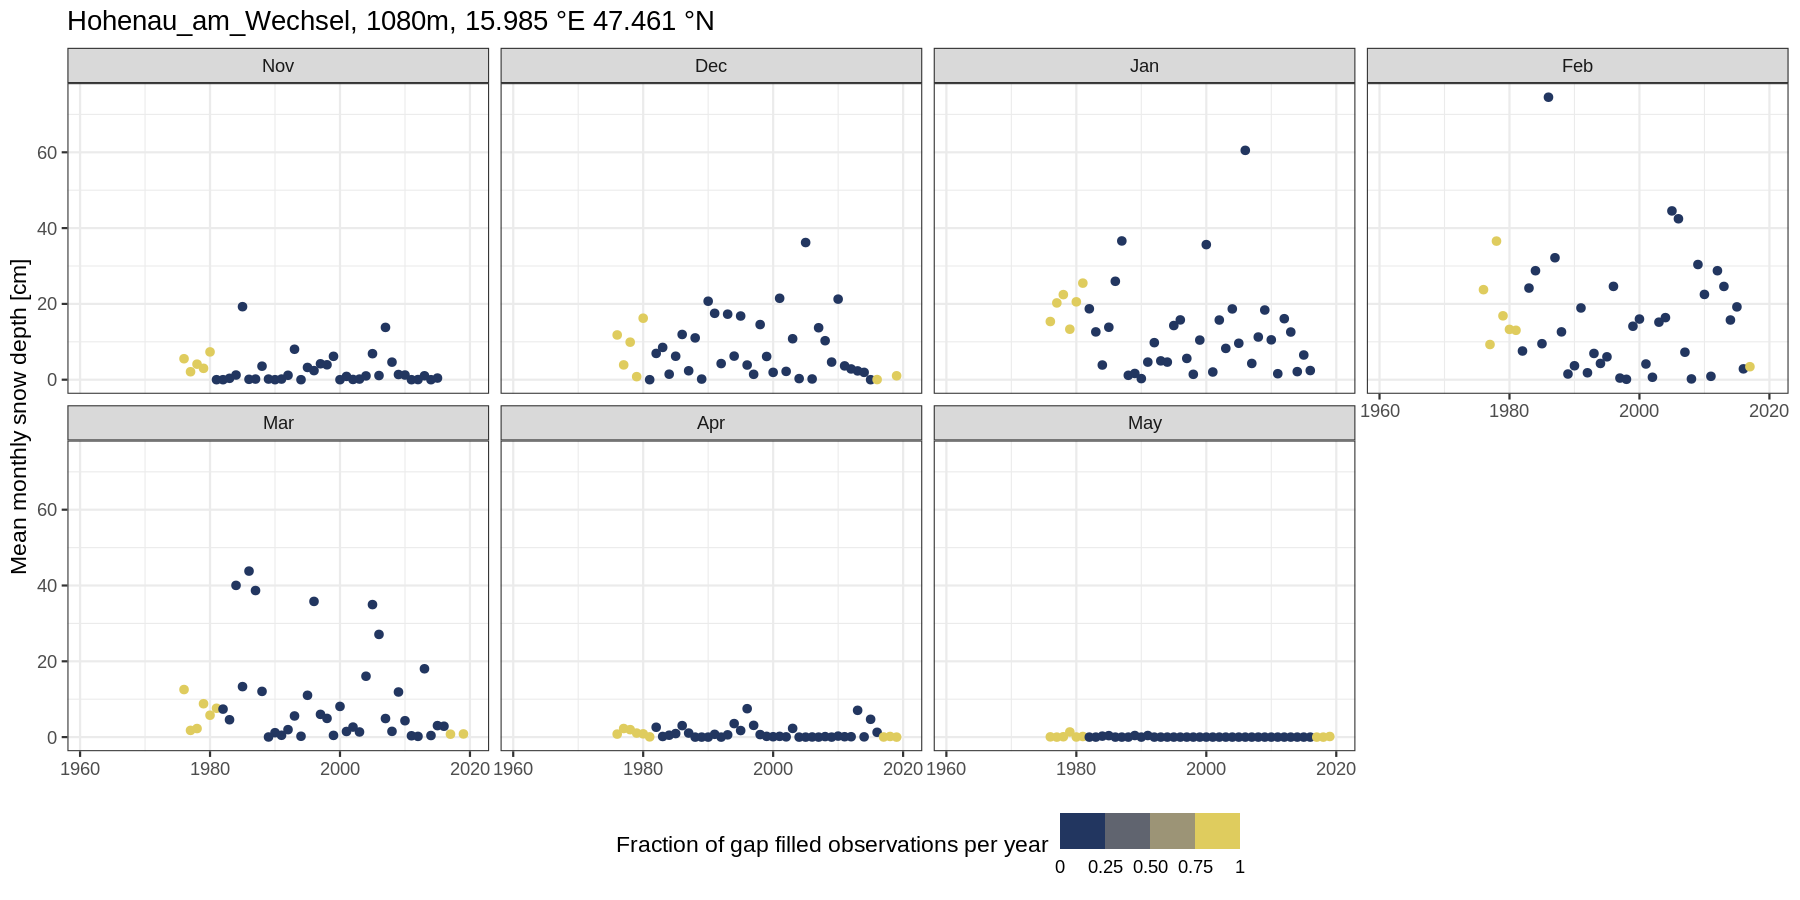 Hohenau_am_Wechsel, 1080m, 15.985 °E 47.461 °N
Nov
Dec
Jan
Feb
Mean monthly snow depth [cm]
60
40
20
0
1960 1980 2000 2020
Mar
Apr
May
60
40
20
0
1960 1980 2000 2020
1960 1980 2000 2020
1960 1980 2000 2020
Fraction of gap filled observations per year
0 0.25 0.50 0.75 1